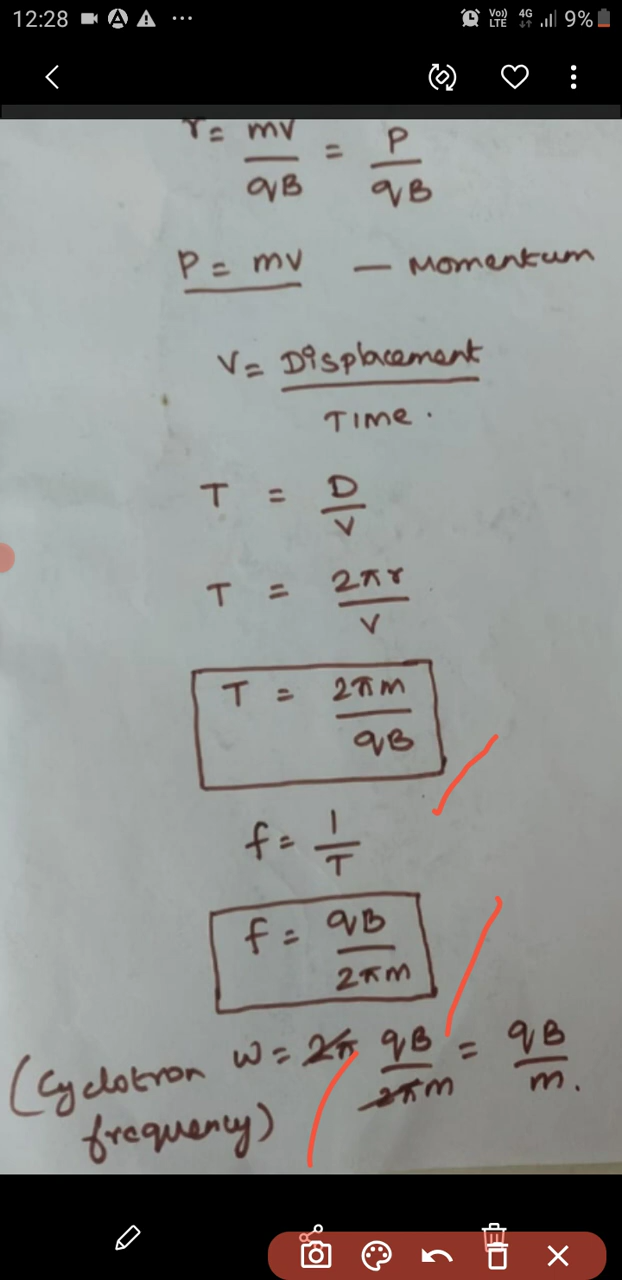 12:28 Vo)) LTE 4G 9%
r = mv/qB = P/qB
P = mv — Momentum
V = Displacement/Time.
T = D/V
T = 2πr/V
T = 2πm/qB
f = 1/T
f = qB/2πm
(Cyclotron frequency) W = 2π qB/2πm = qB/m.